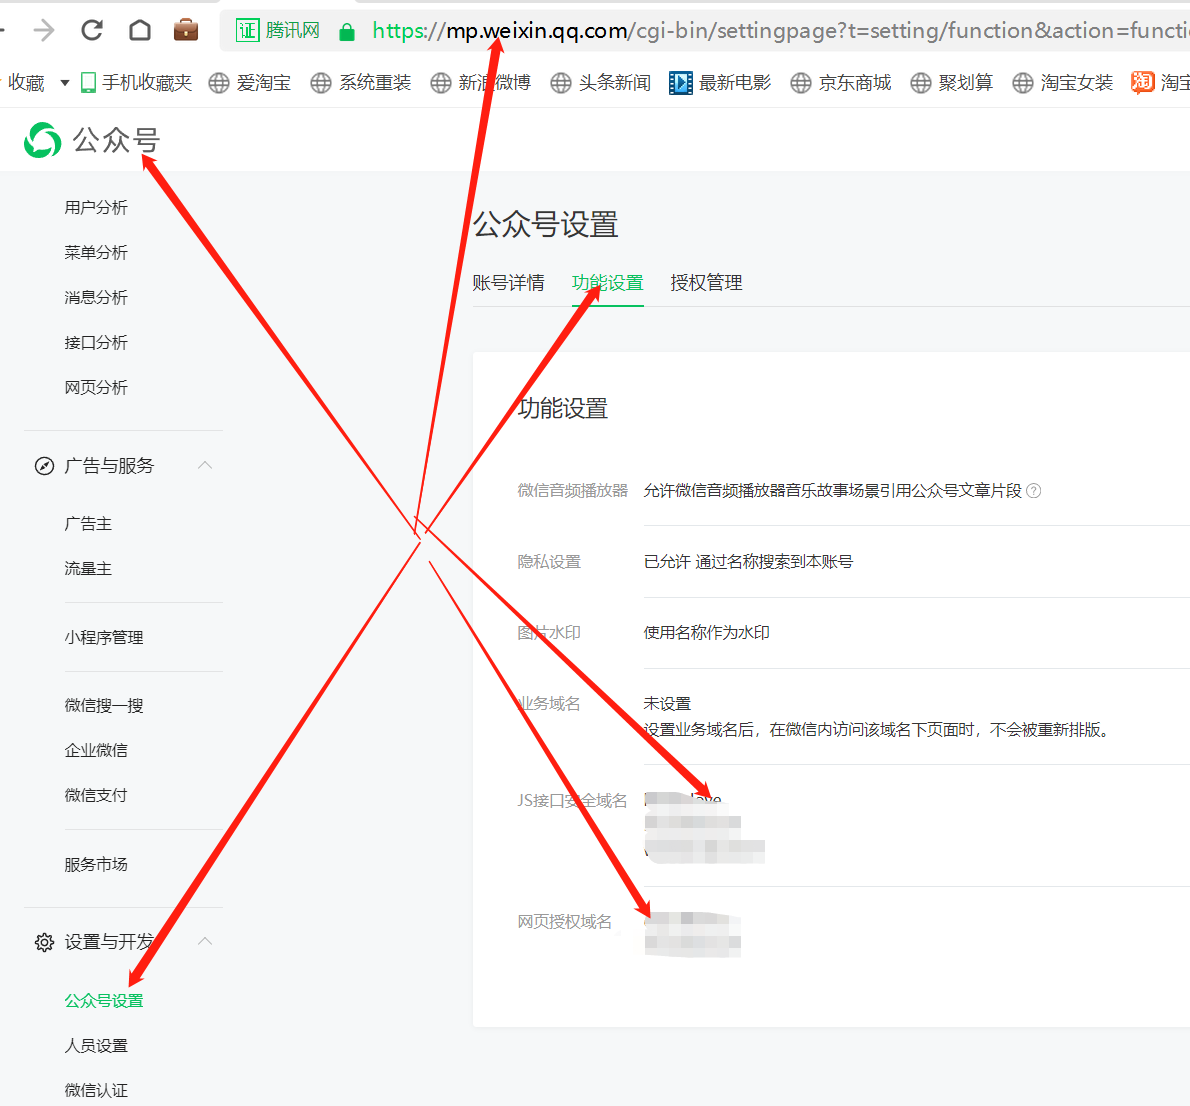 证 腾讯网 https://mp.weixin.qq.com/cgi-bin/settingpage?t=setting/function&action=functi
收藏 手机收藏夹 爱淘宝 系统重装 新浪微博 头条新闻 最新电影 京东商城 聚划算 淘宝女装 淘 淘宝
公众号
用户分析
菜单分析
消息分析
接口分析
网页分析
广告与服务
广告主
流量主
小程序管理
微信搜一搜
企业微信
微信支付
服务市场
设置与开发
公众号设置
人员设置
微信认证
公众号设置
账号详情 功能设置 授权管理
功能设置
微信音频播放器 允许微信音频播放器音乐故事场景引用公众号文章片段 ?
隐私设置 已允许 通过名称搜索到本账号
图片水印 使用名称作为水印
业务域名 未设置
设置业务域名后，在微信内访问该域名下页面时，不会被重新排版。
JS接口安全域名
网页授权域名